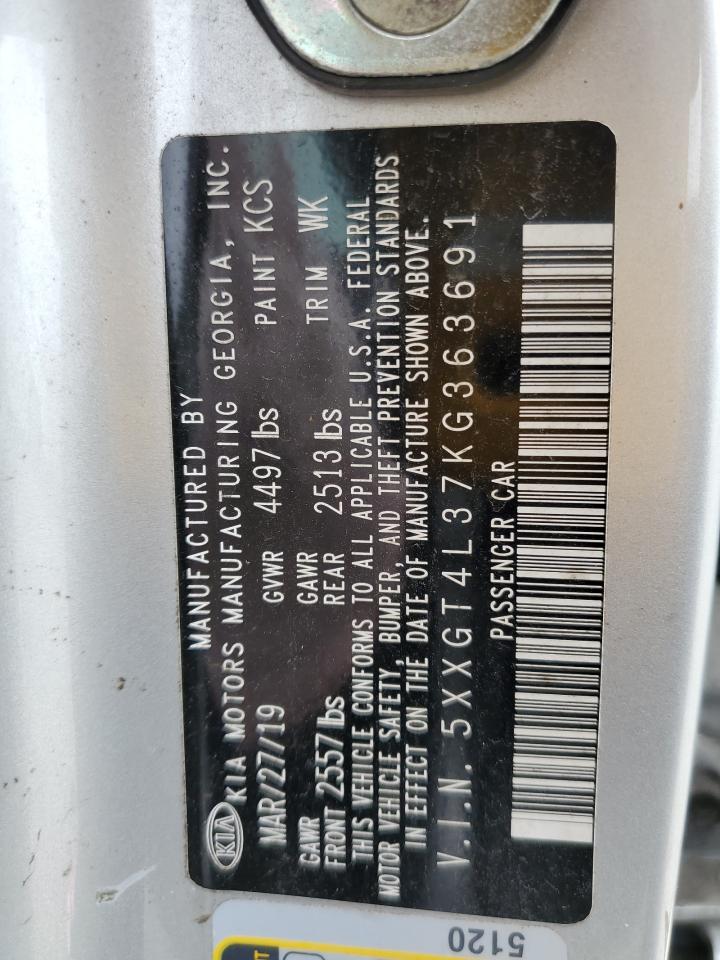 MANUFACTURED BY
KIA KIA MOTORS MANUFACTURING GEORGIA, INC.
MAR/27/19 GVWR 4497 lbs PAINT KCS
GAWR GAWR
FRONT 2557 lbs REAR 2513 lbs TRIM WK
THIS VEHICLE CONFORMS TO ALL APPLICABLE U.S.A. FEDERAL
MOTOR VEHICLE SAFETY, BUMPER, AND THEFT PREVENTION STANDARDS
IN EFFECT ON THE DATE OF MANUFACTURE SHOWN ABOVE.
V.I.N. 5XXGT4L37KG363691
PASSENGER CAR
5120